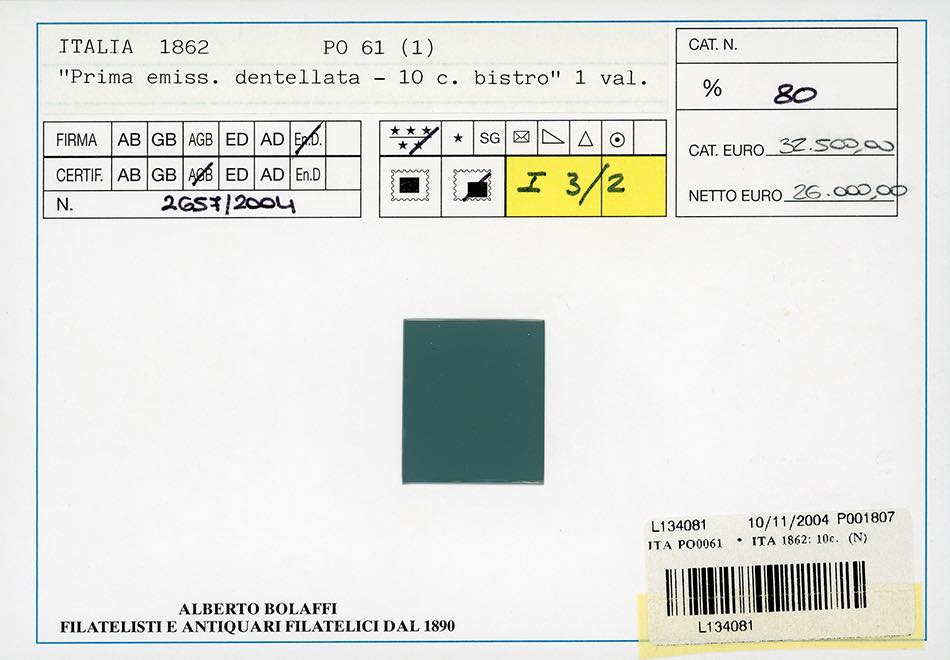 ITALIA 1862 PO 61 (1)
"Prima emiss. dentellata - 10 c. bistro" 1 val.
CAT. N.
% 80
CAT. EURO 32.500,00
NETTO EURO 26.000,00
FIRMA AB GB AGB ED AD En.D.
CERTIF. AB GB AGB ED AD En.D
N. 2657/2004
SG
I 3/2
L134081 10/11/2004 P001807
ITA PO0061 * ITA 1862: 10c. (N)
L134081
ALBERTO BOLAFFI
FILATELISTI E ANTIQUARI FILATELICI DAL 1890